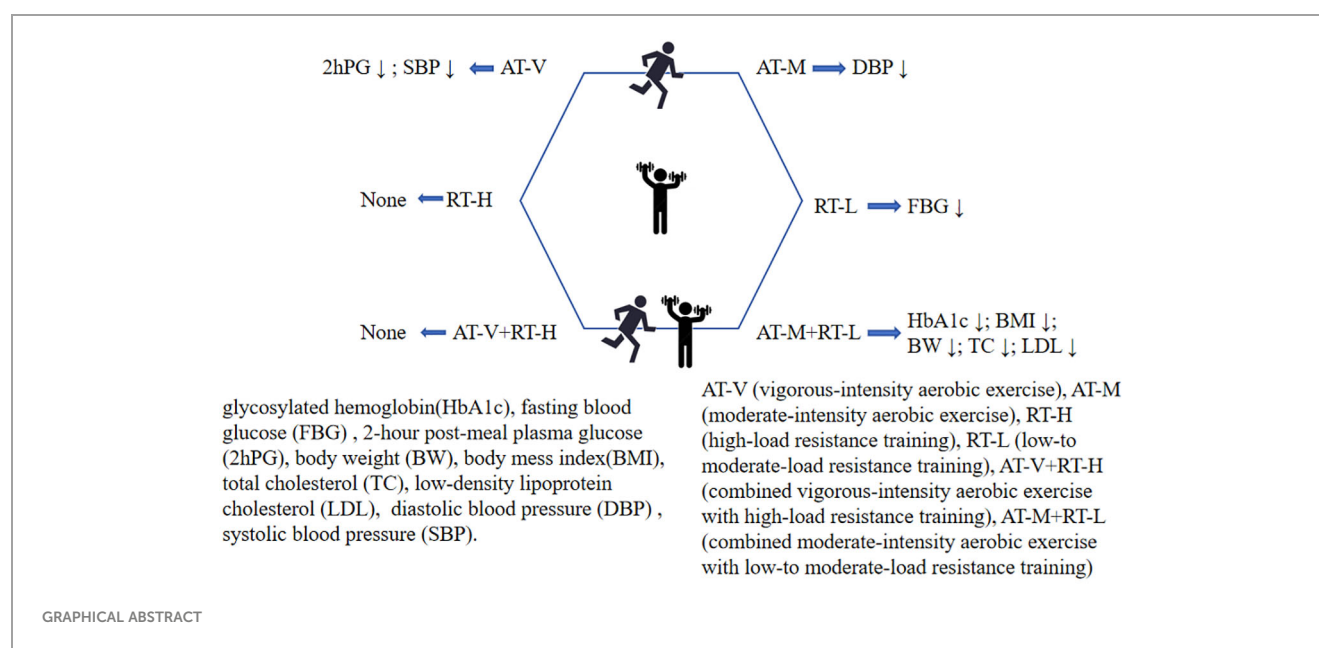 2hPG ↓ ; SBP ↓ AT-V
AT-M DBP ↓
None RT-H
RT-L FBG ↓
None AT-V+RT-H
AT-M+RT-L HbA1c ↓; BMI ↓;
BW ↓; TC ↓; LDL ↓
glycosylated hemoglobin(HbA1c), fasting blood
glucose (FBG) , 2-hour post-meal plasma glucose
(2hPG), body weight (BW), body mess index(BMI),
total cholesterol (TC), low-density lipoprotein
cholesterol (LDL), diastolic blood pressure (DBP) ,
systolic blood pressure (SBP).
AT-V (vigorous-intensity aerobic exercise), AT-M
(moderate-intensity aerobic exercise), RT-H
(high-load resistance training), RT-L (low-to
moderate-load resistance training), AT-V+RT-H
(combined vigorous-intensity aerobic exercise
with high-load resistance training), AT-M+RT-L
(combined moderate-intensity aerobic exercise
with low-to moderate-load resistance training)
GRAPHICAL ABSTRACT